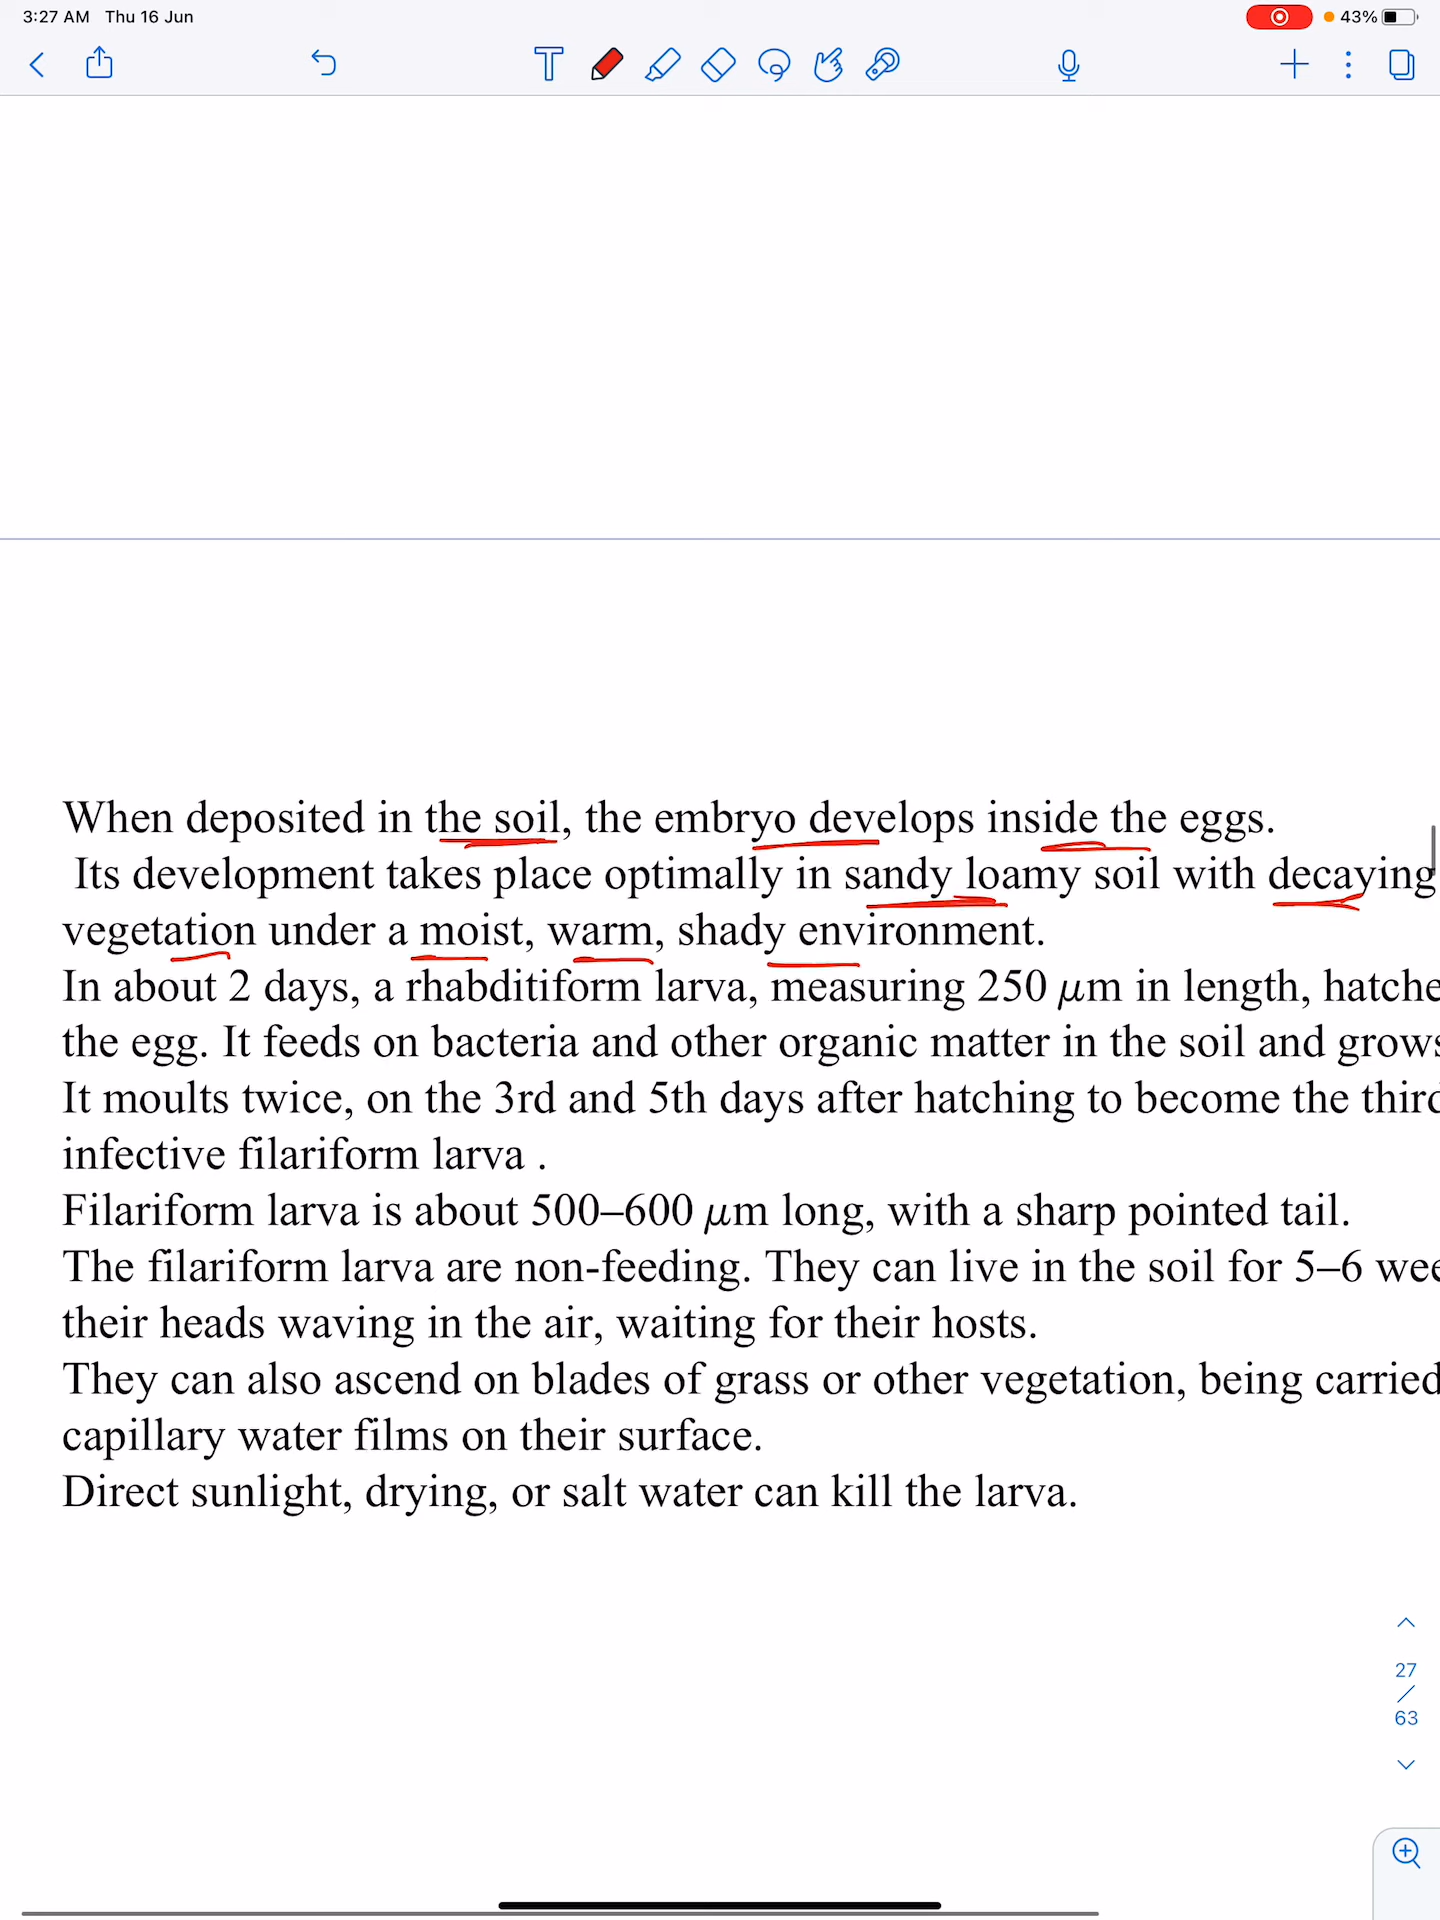 3:27 AM Thu 16 Jun
43%
When deposited in the soil, the embryo develops inside the eggs.
Its development takes place optimally in sandy loamy soil with decaying
vegetation under a moist, warm, shady environment.
In about 2 days, a rhabditiform larva, measuring 250 μm in length, hatche
the egg. It feeds on bacteria and other organic matter in the soil and grows
It moults twice, on the 3rd and 5th days after hatching to become the third
infective filariform larva .
Filariform larva is about 500–600 μm long, with a sharp pointed tail.
The filariform larva are non-feeding. They can live in the soil for 5–6 wee
their heads waving in the air, waiting for their hosts.
They can also ascend on blades of grass or other vegetation, being carried
capillary water films on their surface.
Direct sunlight, drying, or salt water can kill the larva.
27
/
63